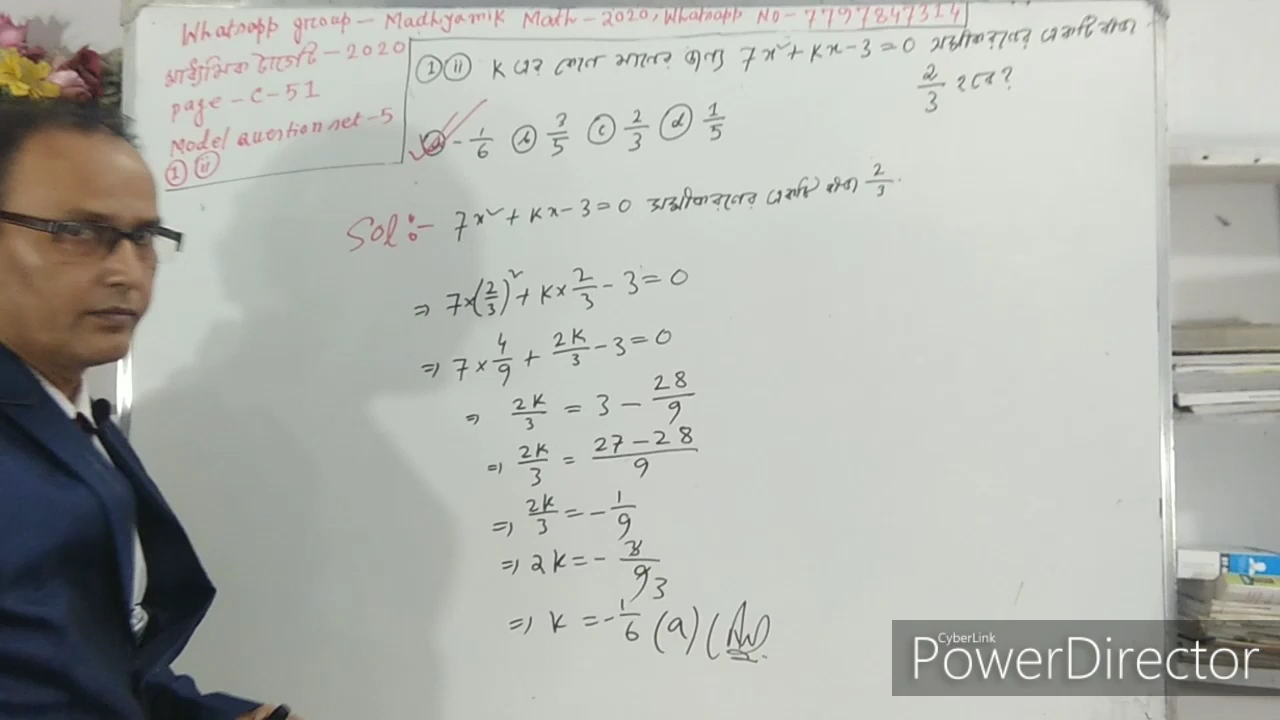 Whatsapp group - Madhyamik Math - 2020, Whatsapp No - 7797847314
মাধ্যমিক টার্গেট - 2020
page - C - 51
Model question set - 5
① ⅱ
① ⅱ K এর কোন মানের জন্য 7x² + Kx - 3 = 0 সমীকরণের একটি বীজ
2/3 হবে?
ⓐ - 1/6 ⓑ 3/5 ⓒ 2/3 ⓓ 1/5
Sol :- 7x² + Kx - 3 = 0 সমীকরণের একটি বীজ 2/3.
⇒ 7×(2/3)² + K × 2/3 - 3 = 0
⇒ 7 × 4/9 + 2K/3 - 3 = 0
⇒ 2K/3 = 3 - 28/9
⇒ 2K/3 = 27 - 28/9
⇒ 2K/3 = - 1/9
⇒ 2K = - 3/9 3
⇒ K = - 1/6 (a) (Ans)
CyberLink
PowerDirector